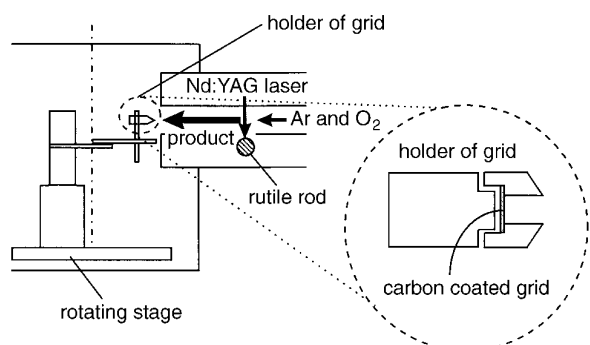 holder of grid
Nd:YAG laser
Ar and O2
product
rutile rod
holder of grid
carbon coated grid
rotating stage